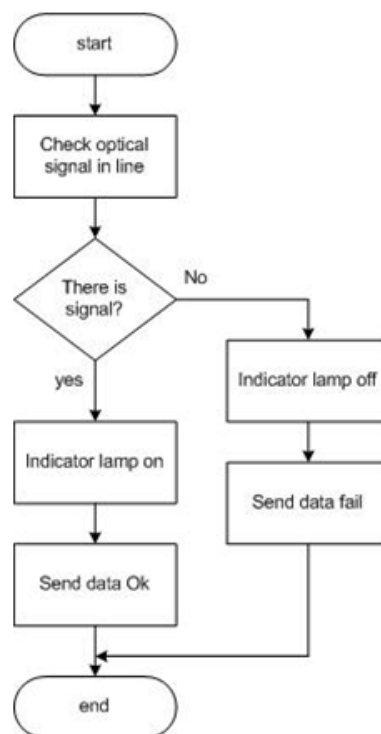 start
Check optical
signal in line
There is
signal?
No
yes
Indicator lamp off
Indicator lamp on
Send data fail
Send data Ok
end